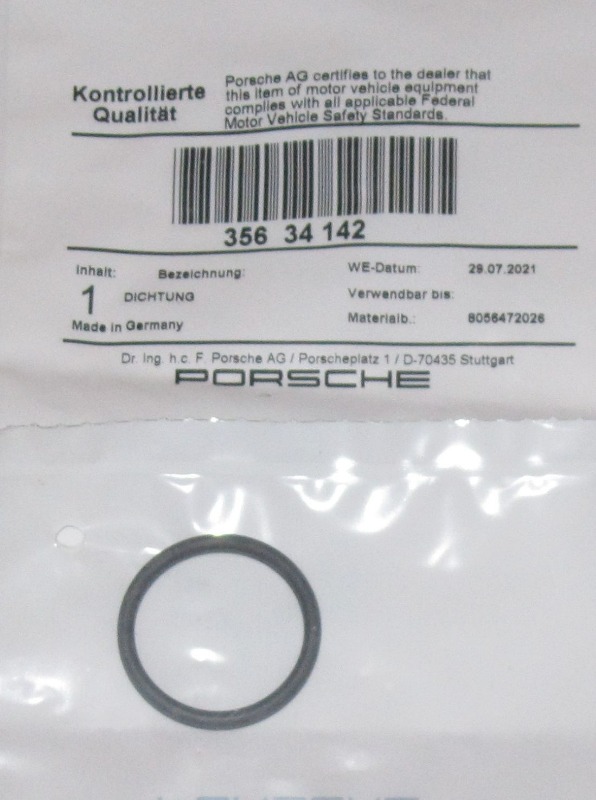 Kontrollierte
Qualität
Porsche AG certifies to the dealer that
this item of motor vehicle equipment
complies with all applicable Federal
Motor Vehicle Safety Standards.
356 34 142
Inhalt: Bezeichnung: WE-Datum: 29.07.2021
1 DICHTUNG Verwendbar bis:
Made in Germany Materialb.: 8056472026
Dr. Ing. h.c. F. Porsche AG / Porscheplatz 1 / D-70435 Stuttgart
PORSCHE